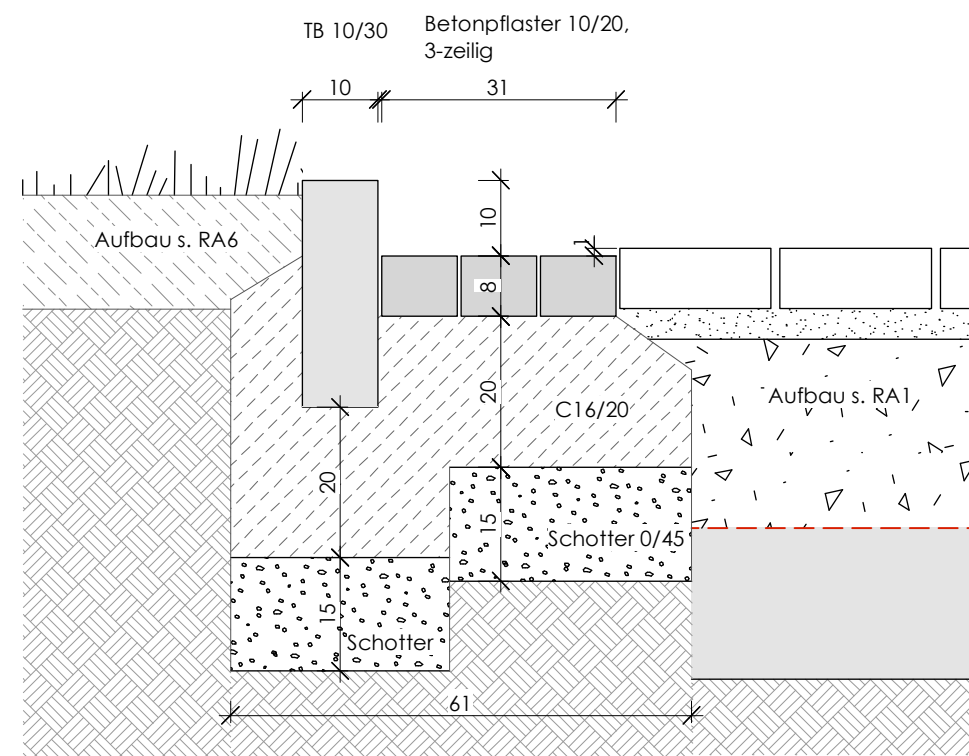 TB 10/30
Betonpflaster 10/20,
3-zeilig
10
31
10
Aufbau s. RA6
1
8
20
Aufbau s. RA1
C16/20
20
15
Schotter 0/45
15
Schotter
61